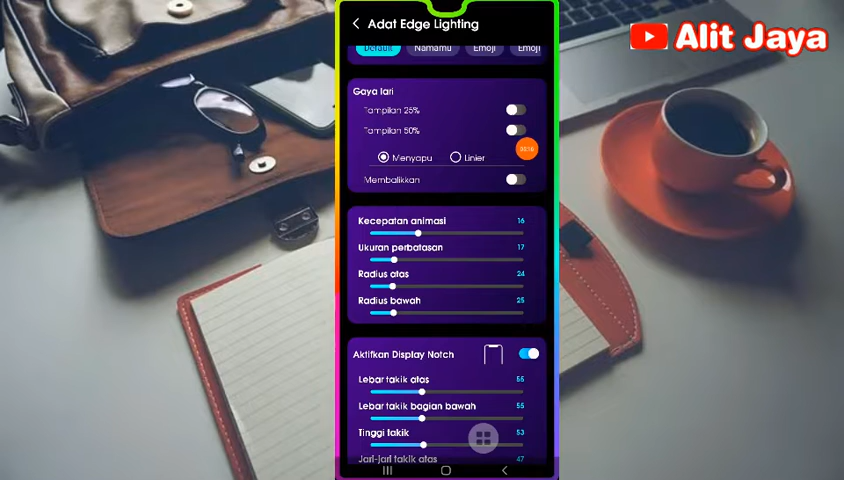 Alit Jaya
Adat Edge Lighting
Default Namamu Emoji Emoji
Gaya lari
Tampilan 25%
Tampilan 50%
Menyapu Linier
Membalikkan
Kecepatan animasi 16
Ukuran perbatasan 17
Radius atas 24
Radius bawah 25
Aktifkan Display Notch
Lebar takik atas 55
Lebar takik bagian bawah 55
Tinggi takik 53
Jari-jari takik atas 47